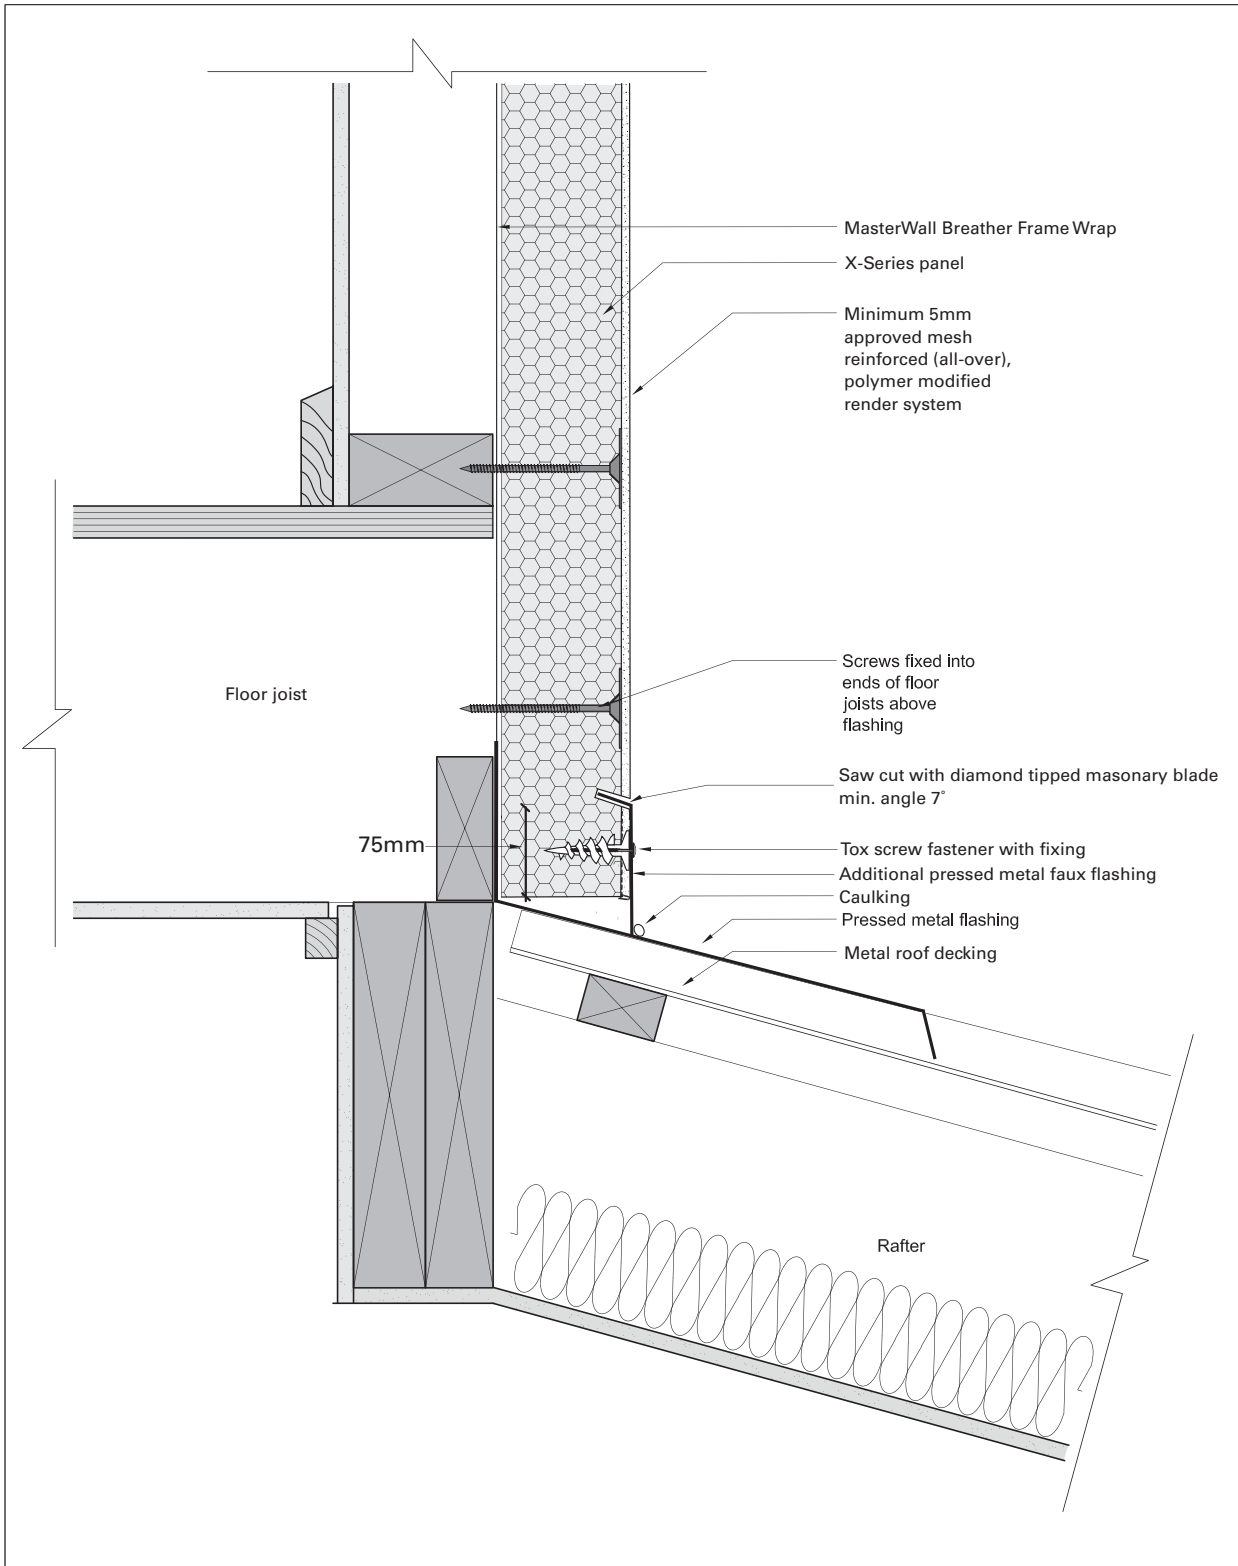 MasterWall Breather Frame Wrap
X-Series panel
Minimum 5mm
approved mesh
reinforced (all-over),
polymer modified
render system
Screws fixed into
ends of floor
joists above
flashing
Floor joist
Saw cut with diamond tipped masonary blade
min. angle 7°
75mm
Tox screw fastener with fixing
Additional pressed metal faux flashing
Caulking
Pressed metal flashing
Metal roof decking
Rafter